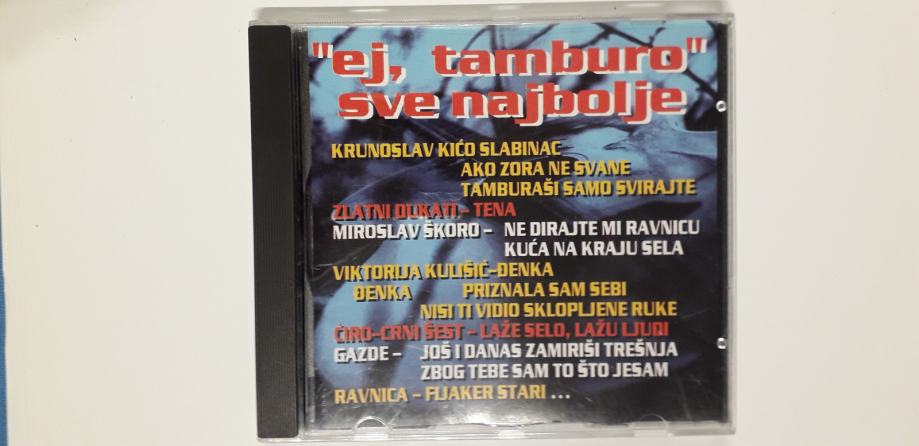 "ej, tamburo"
sve najbolje
KRUNOSLAV KIĆO SLABINAC
AKO ZORA NE SVANE
TAMBURAŠI SAMO SVIRAJTE
ZLATNI DUKATI - TENA
MIROSLAV ŠKORO - NE DIRAJTE MI RAVNICU
KUĆA NA KRAJU SELA
VIKTORIJA KULIŠIĆ-ĐENKA
ĐENKA PRIZNALA SAM SEBI
NISI TI VIDIO SKLOPLJENE RUKE
ĆIRO-CRNI ŠEST - LAŽE SELO, LAŽU LJUDI
GAZDE - JOŠ I DANAS ZAMIRIŠI TREŠNJA
ZBOG TEBE SAM TO ŠTO JESAM
RAVNICA - FIJAKER STARI ...